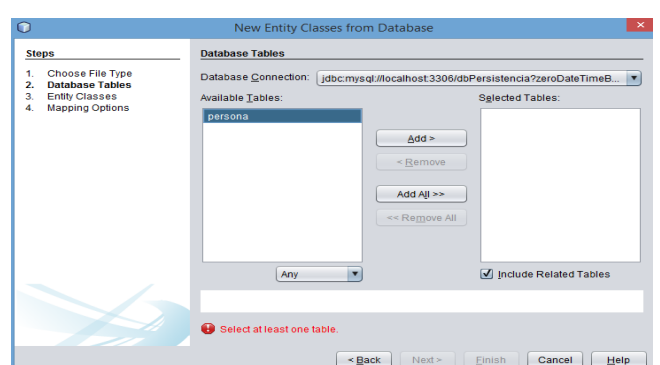 New Entity Classes from Database
Steps
1. Choose File Type
2. Database Tables
3. Entity Classes
4. Mapping Options
Database Tables
Database Connection: jdbc:mysql://localhost:3306/dbPersistencia?zeroDateTimeB...
Available Tables:
Selected Tables:
persona
Add >
< Remove
Add All >>
<< Remove All
Any
Include Related Tables
Select at least one table.
< Back Next > Finish Cancel Help